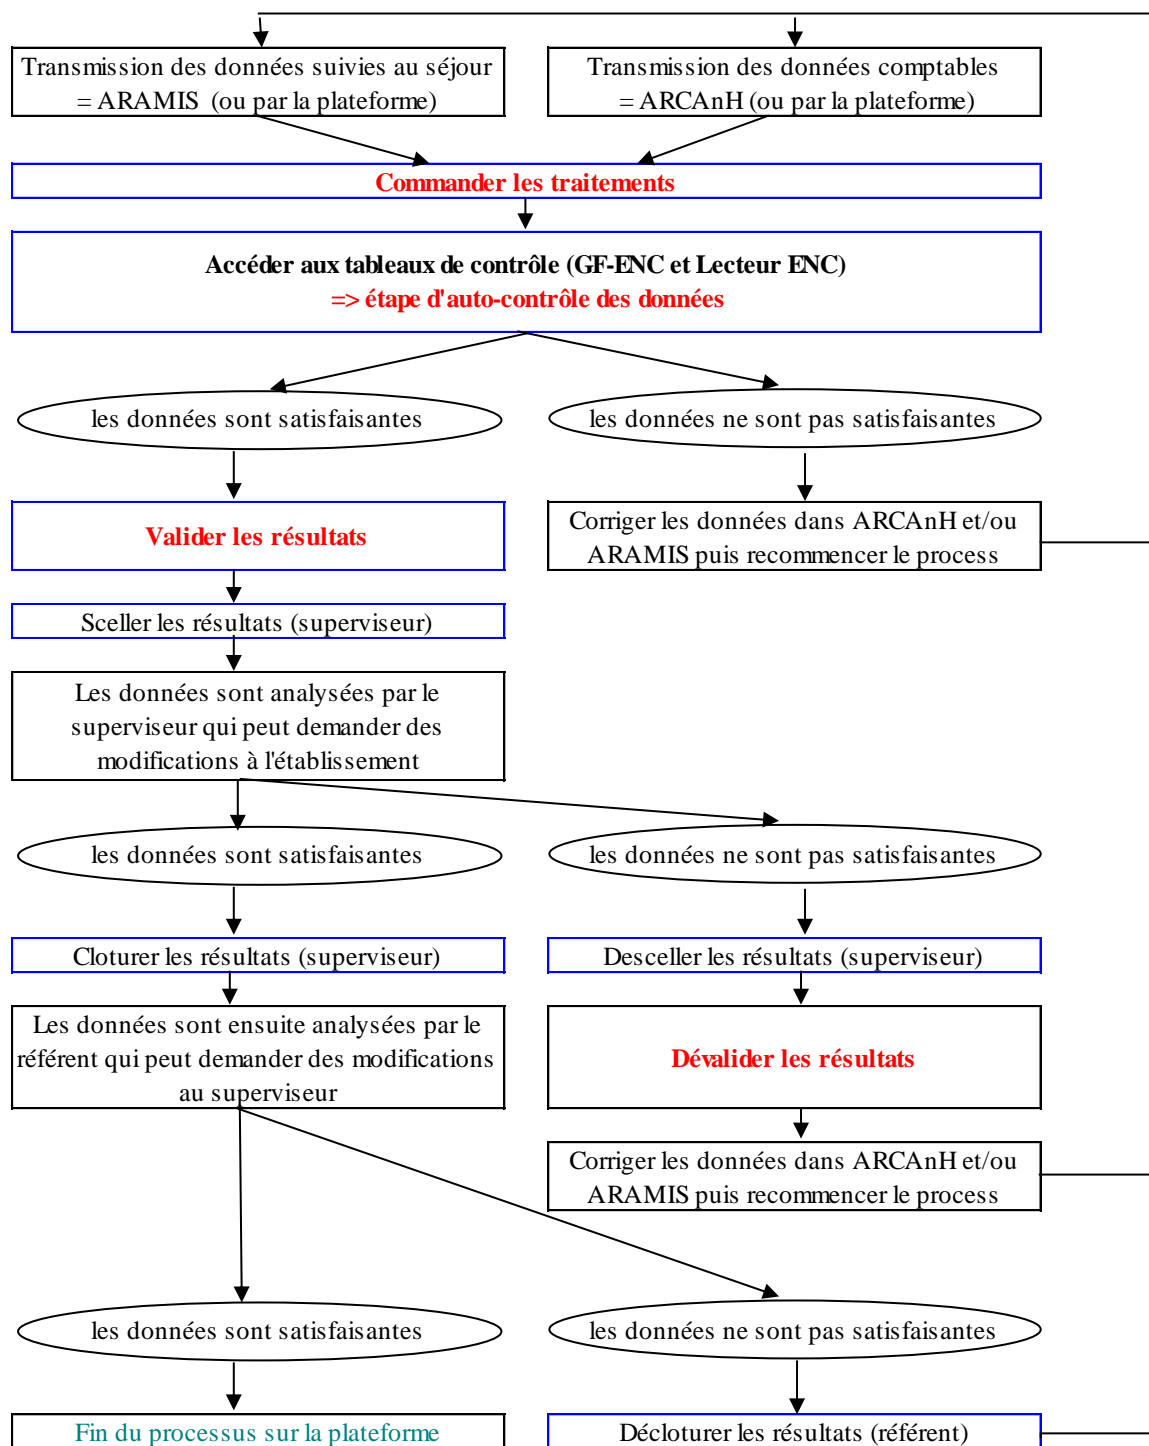 Transmission des données suivies au séjour
= ARAMIS (ou par la plateforme)
Transmission des données comptables
= ARCAnH (ou par la plateforme)
Commander les traitements
Accéder aux tableaux de contrôle (GF-ENC et Lecteur ENC)
=> étape d'auto-contrôle des données
les données sont satisfaisantes
les données ne sont pas satisfaisantes
Valider les résultats
Corriger les données dans ARCAnH et/ou
ARAMIS puis recommencer le process
Sceller les résultats (superviseur)
Les données sont analysées par le
superviseur qui peut demander des
modifications à l'établissement
les données sont satisfaisantes
les données ne sont pas satisfaisantes
Cloturer les résultats (superviseur)
Desceller les résultats (superviseur)
Les données sont ensuite analysées par le
référent qui peut demander des modifications
au superviseur
Dévalider les résultats
Corriger les données dans ARCAnH et/ou
ARAMIS puis recommencer le process
les données sont satisfaisantes
les données ne sont pas satisfaisantes
Fin du processus sur la plateforme
Décloturer les résultats (référent)